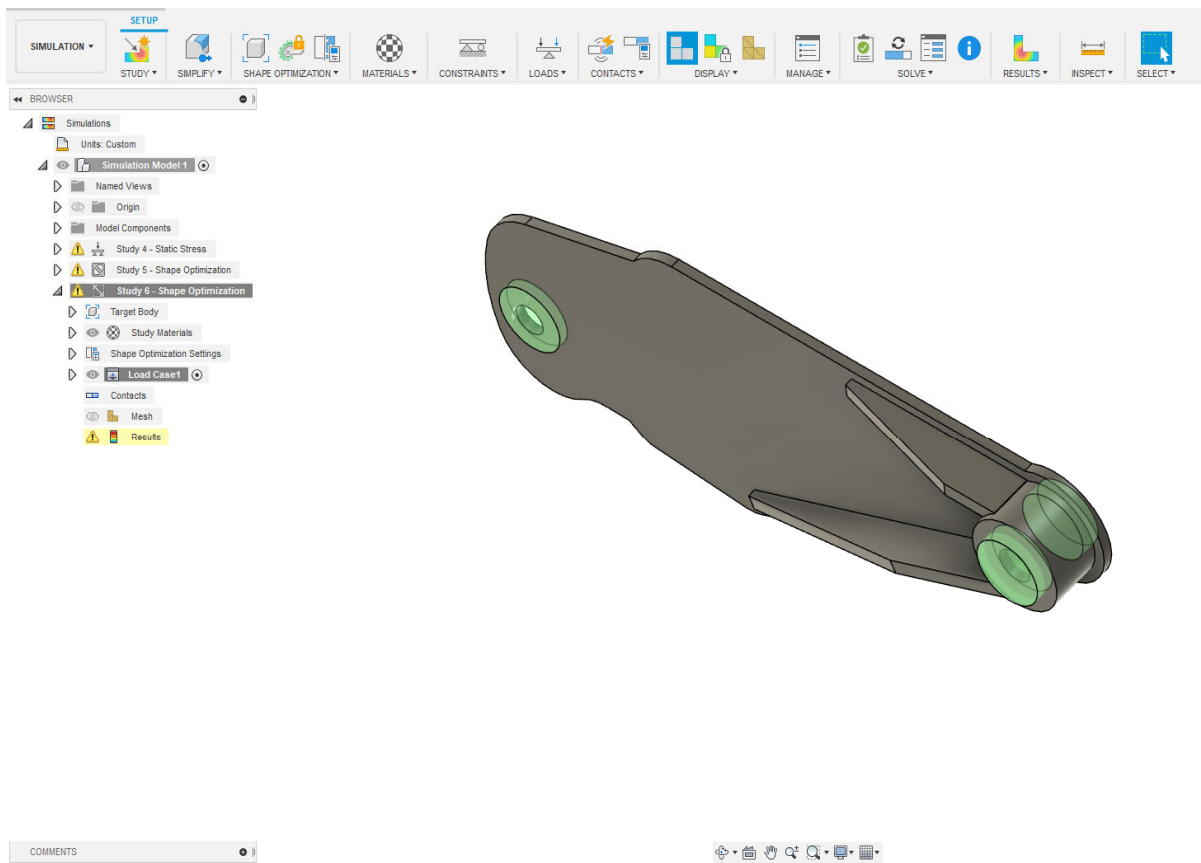 SETUP
SIMULATION
STUDY
SIMPLIFY
SHAPE OPTIMIZATION
MATERIALS
CONSTRAINTS
LOADS
CONTACTS
DISPLAY
MANAGE
SOLVE
RESULTS
INSPECT
SELECT
BROWSER
Simulations
Units: Custom
Simulation Model 1
Named Views
Origin
Model Components
Study 4 - Static Stress
Study 5 - Shape Optimization
Study 6 - Shape Optimization
Target Body
Study Materials
Shape Optimization Settings
Load Case1
Contacts
Mesh
Results
COMMENTS